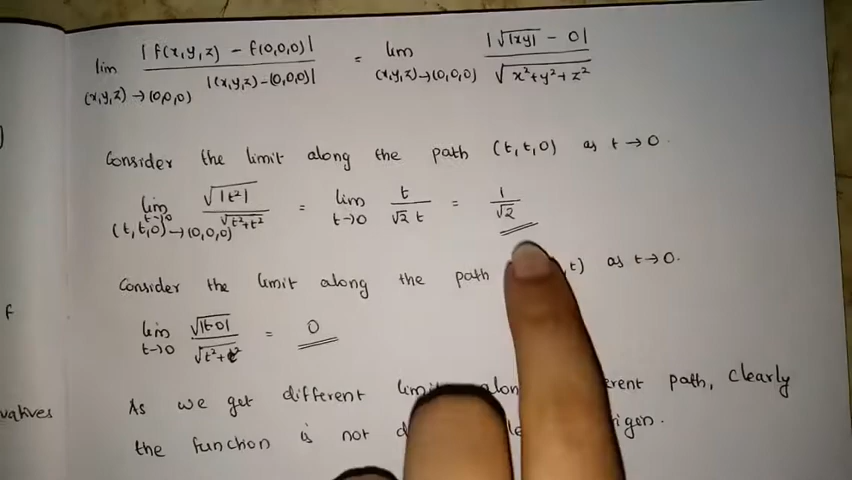 lim |f(x,y,z) - f(0,0,0)| / |(x,y,z)-(0,0,0)| = lim |√|xy| - 0| / √x²+y²+z²
(x,y,z)→(0,0,0) (x,y,z)→(0,0,0)
Consider the limit along the path (t,t,0) as t→0.
lim √|t²| / √t²+t² = lim t / √2 t = 1/√2
t→0 t→0
(t,t,0)→(0,0,0)
Consider the limit along the path ,t) as t→0.
lim √|t·0| / √t²+t² = 0
t→0
f
As we get different along path, clearly
vatives
the function is not